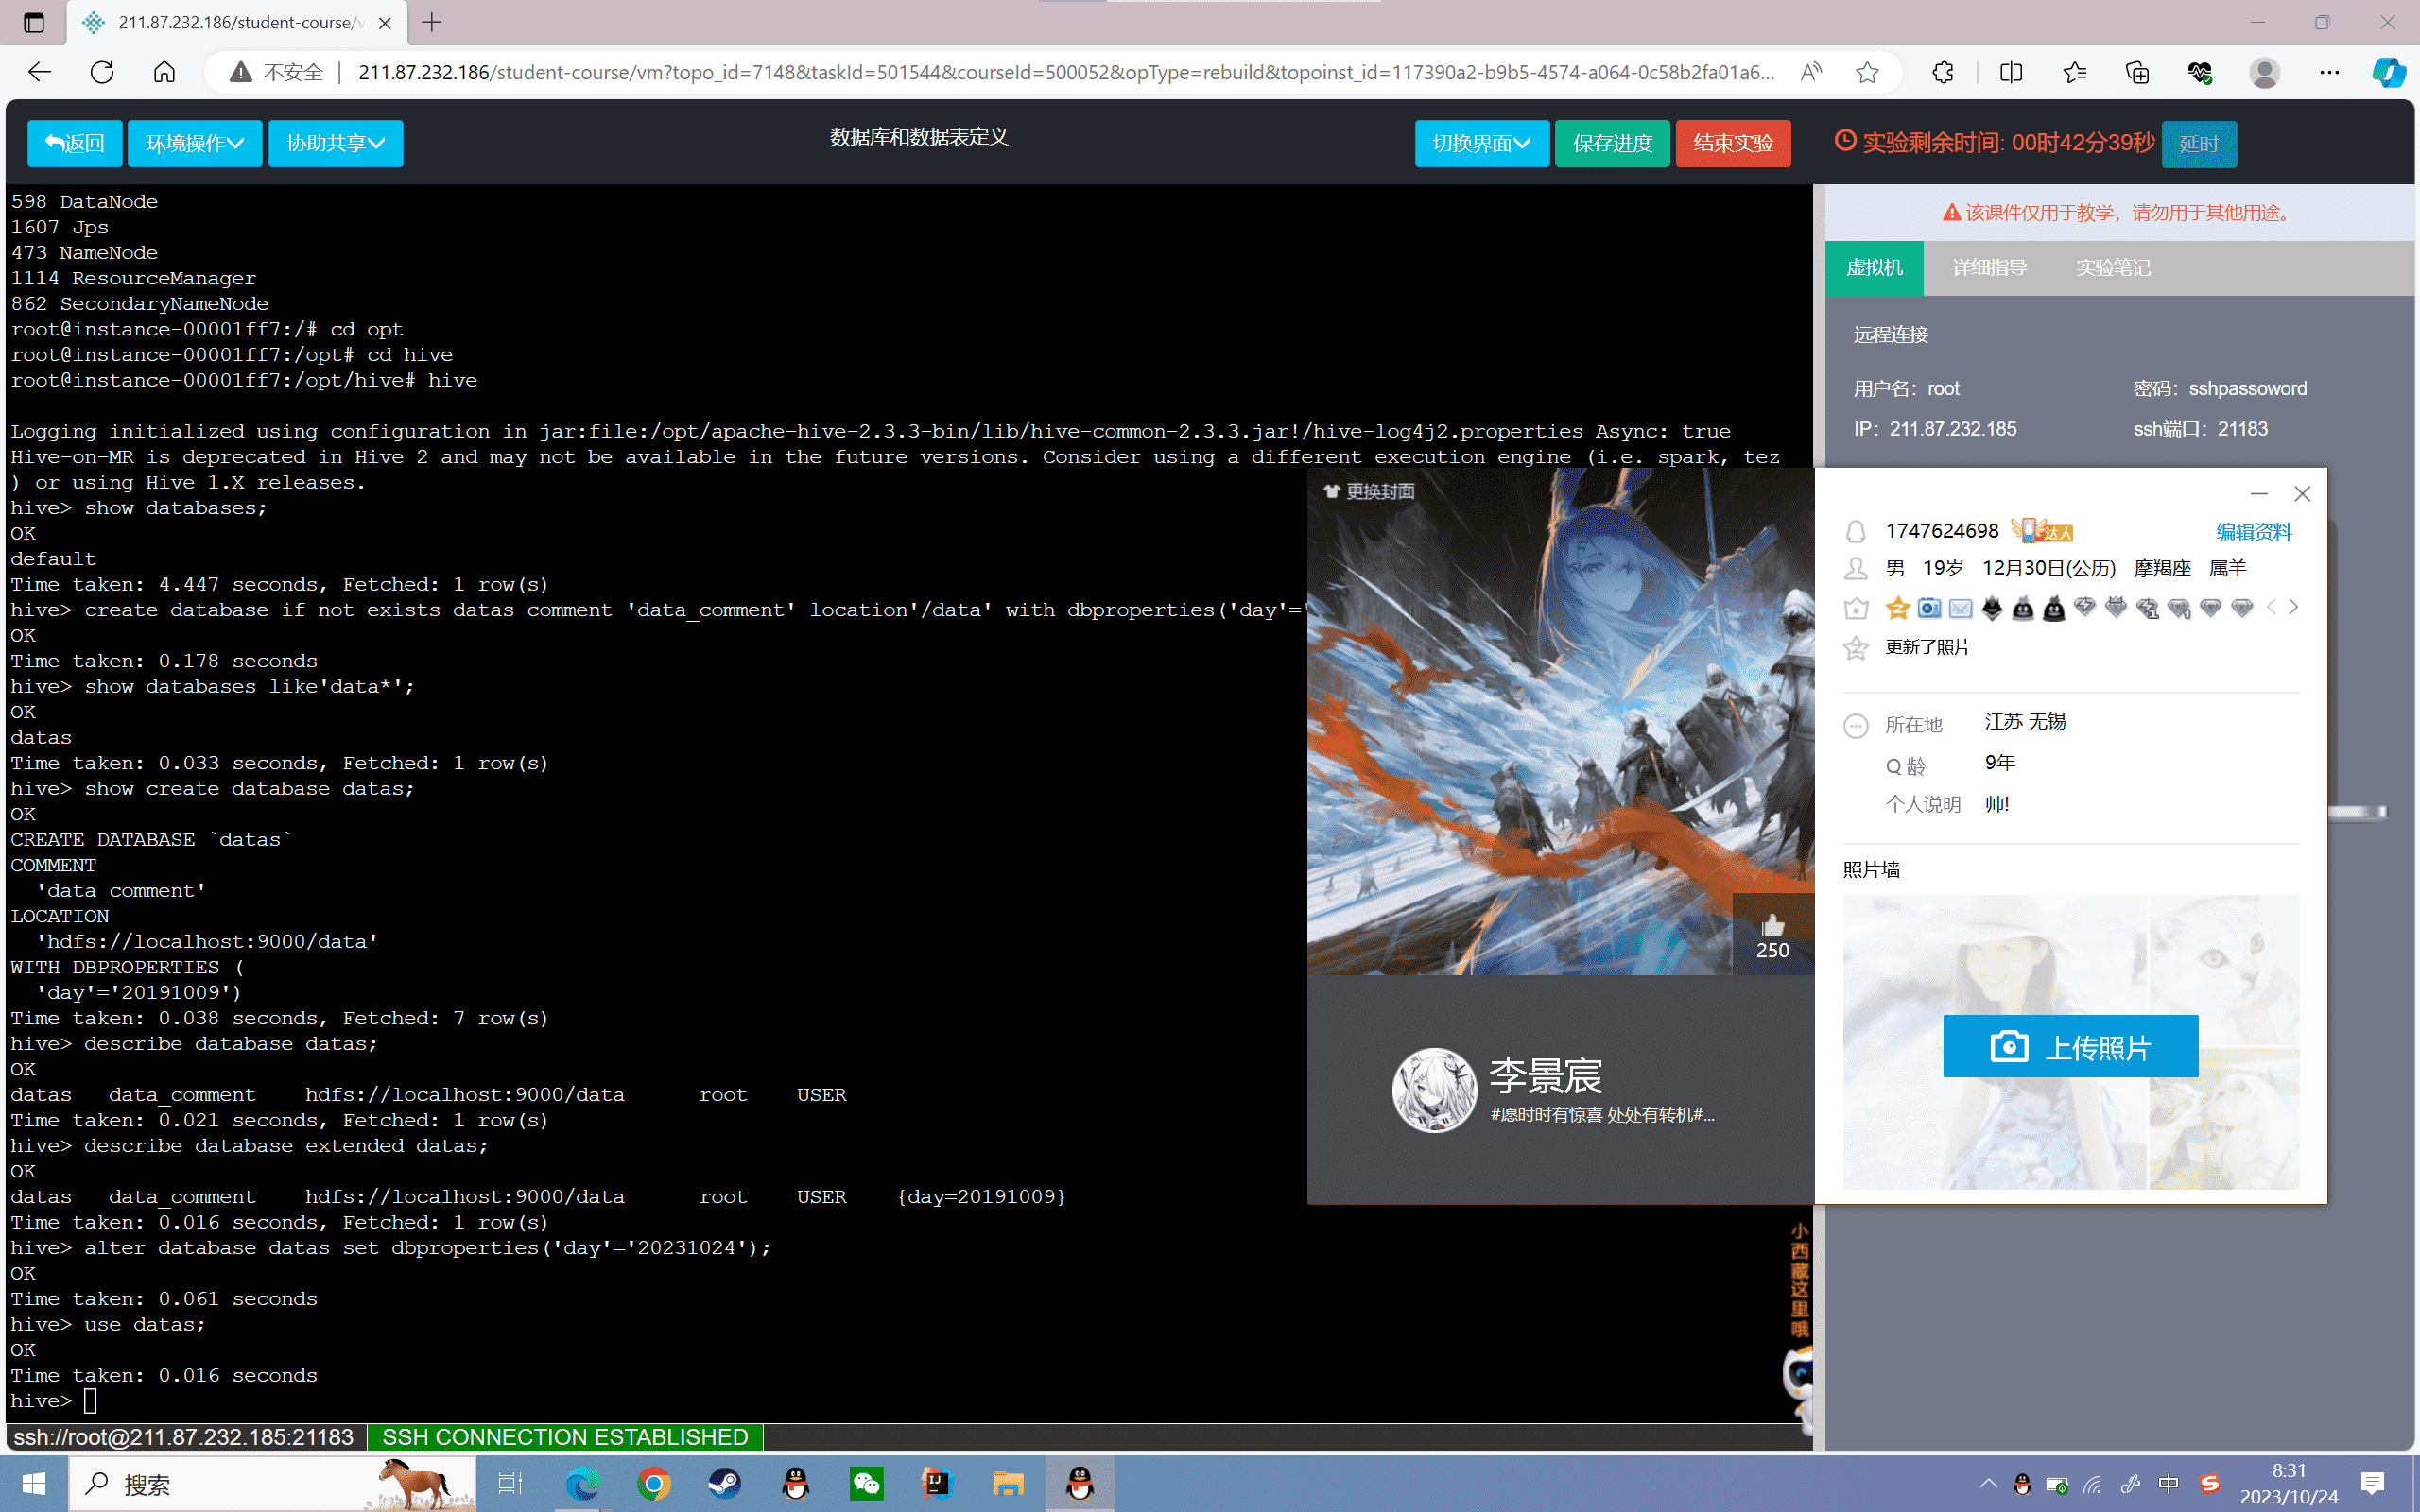 211.87.232.186/student-course/v
不安全
211.87.232.186/student-course/vm?topo_id=7148&taskId=501544&courseId=500052&opType=rebuild&topoinst_id=117390a2-b9b5-4574-a064-0c58b2fa01a6...
返回
环境操作
协助共享
数据库和数据表定义
切换界面
保存进度
结束实验
实验剩余时间: 00时42分39秒
延时
598 DataNode
1607 Jps
473 NameNode
1114 ResourceManager
862 SecondaryNameNode
root@instance-00001ff7:/# cd opt
root@instance-00001ff7:/opt# cd hive
root@instance-00001ff7:/opt/hive# hive
Logging initialized using configuration in jar:file:/opt/apache-hive-2.3.3-bin/lib/hive-common-2.3.3.jar!/hive-log4j2.properties Async: true
Hive-on-MR is deprecated in Hive 2 and may not be available in the future versions. Consider using a different execution engine (i.e. spark, tez
) or using Hive 1.X releases.
hive> show databases;
OK
default
Time taken: 4.447 seconds, Fetched: 1 row(s)
hive> create database if not exists datas comment 'data_comment' location'/data' with dbproperties('day'='
OK
Time taken: 0.178 seconds
hive> show databases like'data*';
OK
datas
Time taken: 0.033 seconds, Fetched: 1 row(s)
hive> show create database datas;
OK
CREATE DATABASE `datas`
COMMENT
  'data_comment'
LOCATION
  'hdfs://localhost:9000/data'
WITH DBPROPERTIES (
  'day'='20191009')
Time taken: 0.038 seconds, Fetched: 7 row(s)
hive> describe database datas;
OK
datas   data_comment    hdfs://localhost:9000/data      root    USER
Time taken: 0.021 seconds, Fetched: 1 row(s)
hive> describe database extended datas;
OK
datas   data_comment    hdfs://localhost:9000/data      root    USER    {day=20191009}
Time taken: 0.016 seconds, Fetched: 1 row(s)
hive> alter database datas set dbproperties('day'='20231024');
OK
Time taken: 0.061 seconds
hive> use datas;
OK
Time taken: 0.016 seconds
hive>
ssh://root@211.87.232.185:21183
SSH CONNECTION ESTABLISHED
该课件仅用于教学，请勿用于其他用途。
虚拟机
详细指导
实验笔记
远程连接
用户名：root
密码：sshpassoword
IP：211.87.232.185
ssh端口：21183
更换封面
250
李景宸
#愿时时有惊喜 处处有转机#...
1747624698
达人
编辑资料
男 19岁 12月30日(公历) 摩羯座 属羊
更新了照片
所在地 江苏 无锡
Q 龄 9年
个人说明 帅!
照片墙
上传照片
小西藏这里哦
搜索
中
8:31
2023/10/24